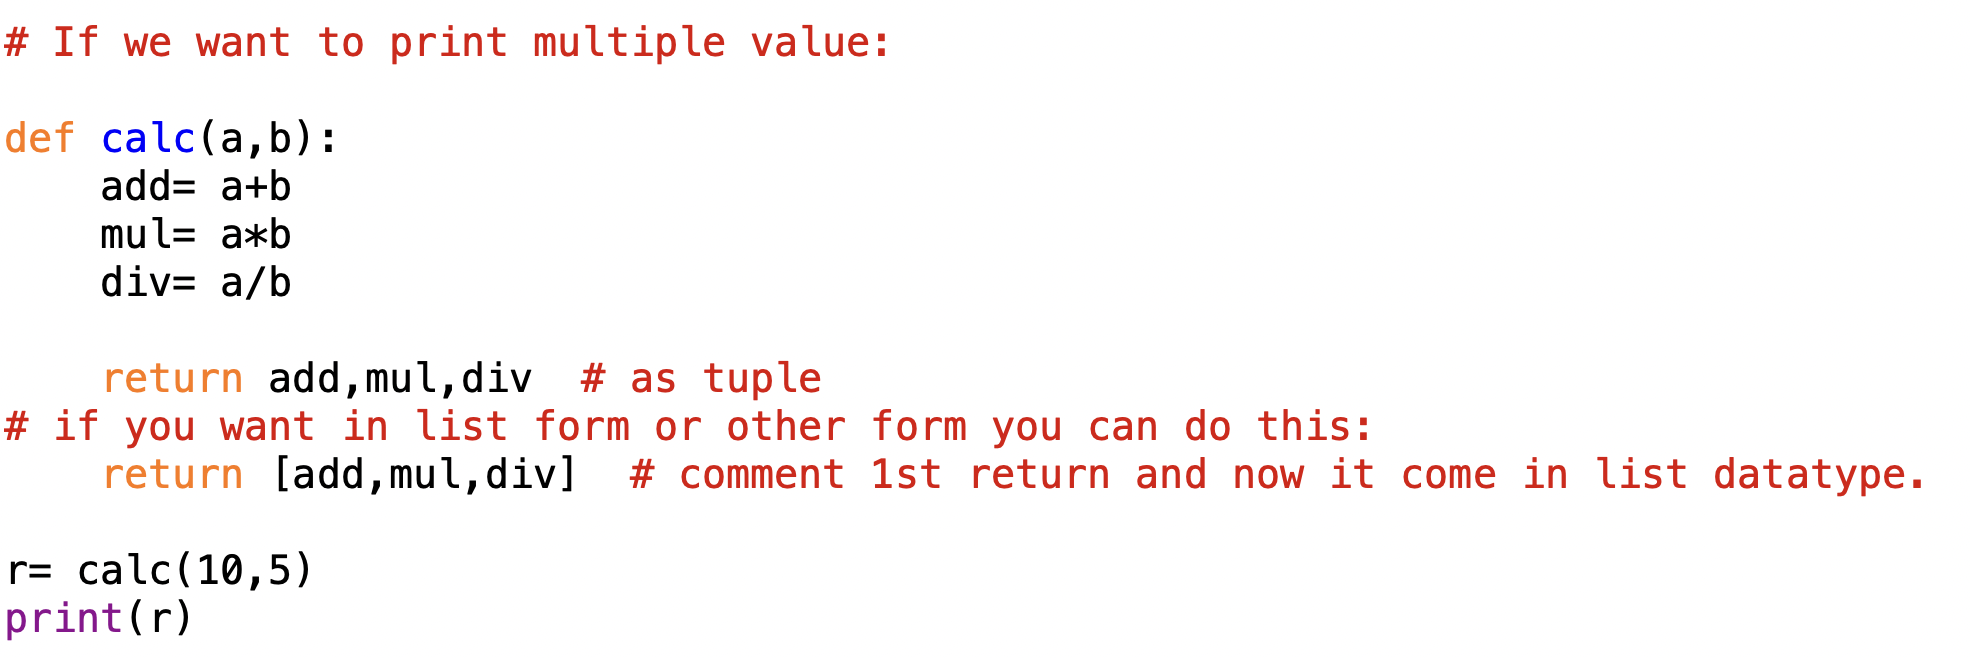 # If we want to print multiple value:
def calc(a,b):
    add= a+b
    mul= a*b
    div= a/b
    return add,mul,div  # as tuple
# if you want in list form or other form you can do this:
    return [add,mul,div]  # comment 1st return and now it come in list datatype.
r= calc(10,5)
print(r)